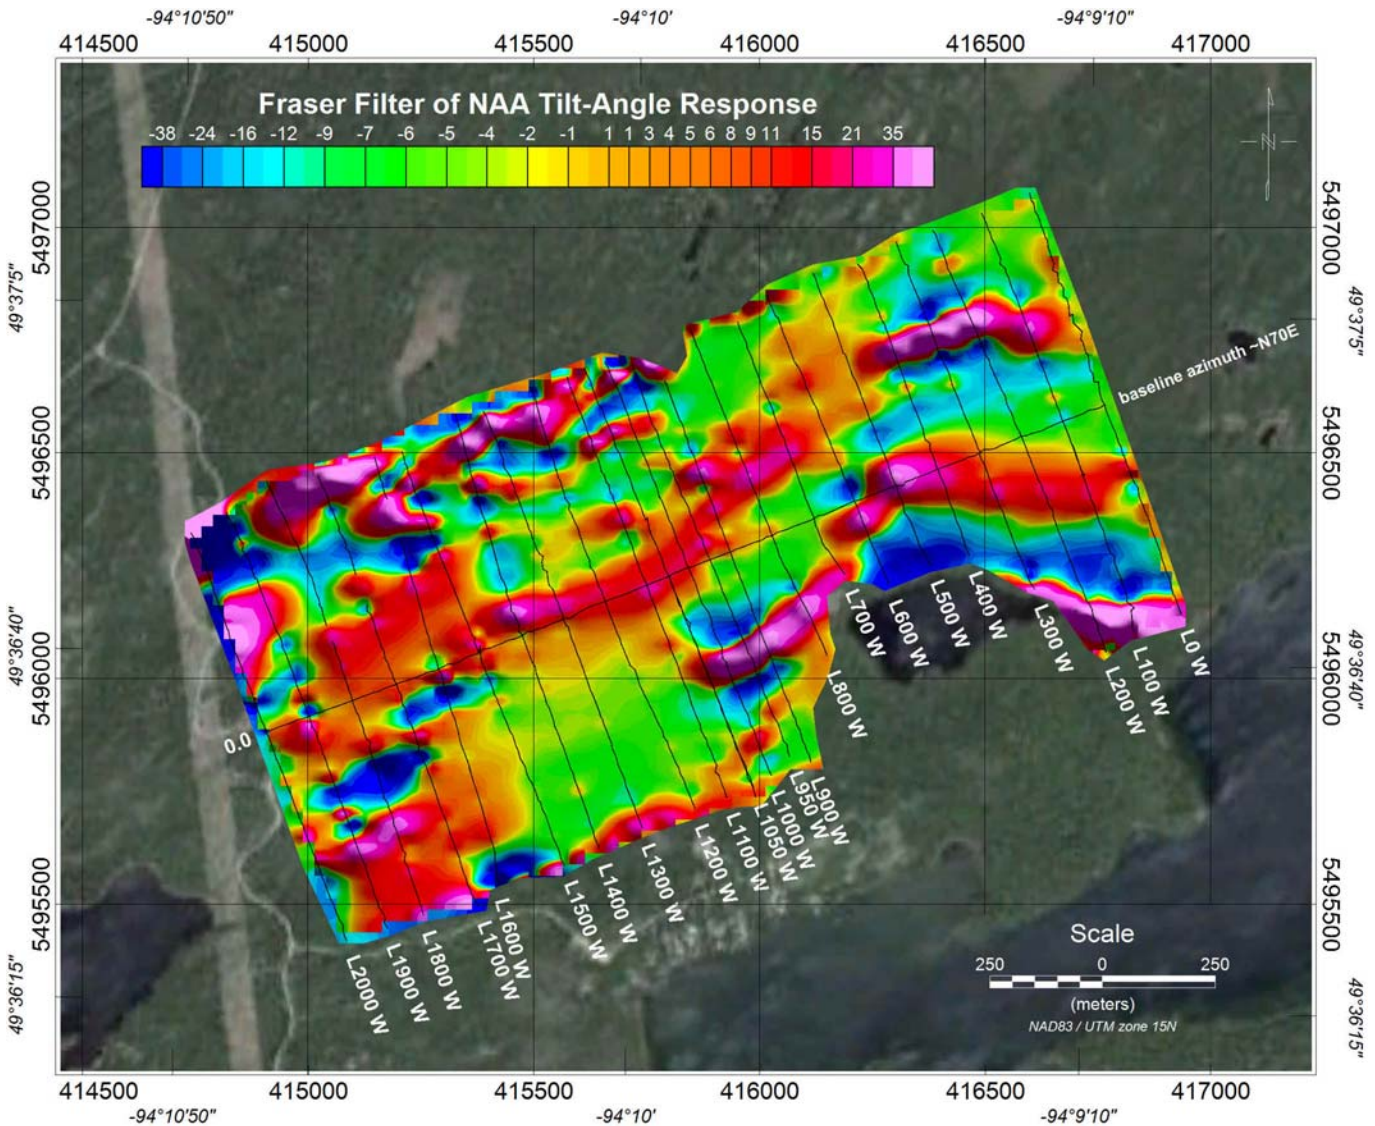 -94°10'50" -94°10' -94°9'10"
414500 415000 415500 416000 416500 417000
Fraser Filter of NAA Tilt-Angle Response
-38 -24 -16 -12 -9 -7 -6 -5 -4 -2 -1 1 1 3 4 5 6 8 9 11 15 21 35
N
5497000
5497000
49°37'5"
49°37'5"
baseline azimuth ~N70E
5496500
5496500
49°36'40"
49°36'40"
5496000
5496000
0.0
L0 W
L100 W
L200 W
L300 W
L400 W
L500 W
L600 W
L700 W
L800 W
L900 W
L950 W
L1000 W
L1050 W
L1100 W
L1200 W
L1300 W
L1400 W
L1500 W
L1600 W
L1700 W
L1800 W
L1900 W
L2000 W
5495500
5495500
49°36'15"
49°36'15"
Scale
250 0 250
(meters)
NAD83 / UTM zone 15N
414500 415000 415500 416000 416500 417000
-94°10'50" -94°10' -94°9'10"